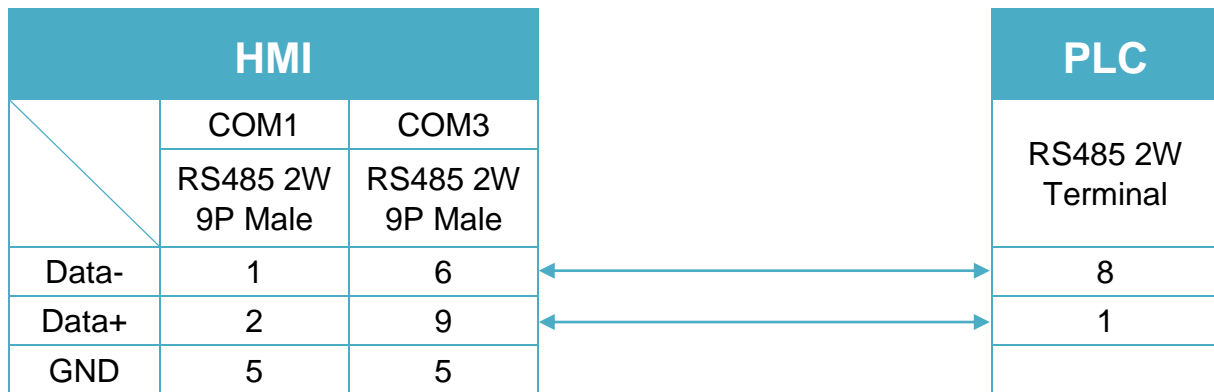 HMI PLC
COM1 COM3
RS485 2W
9P Male
RS485 2W
9P Male
RS485 2W
Terminal
Data- 1 6 8
Data+ 2 9 1
GND 5 5